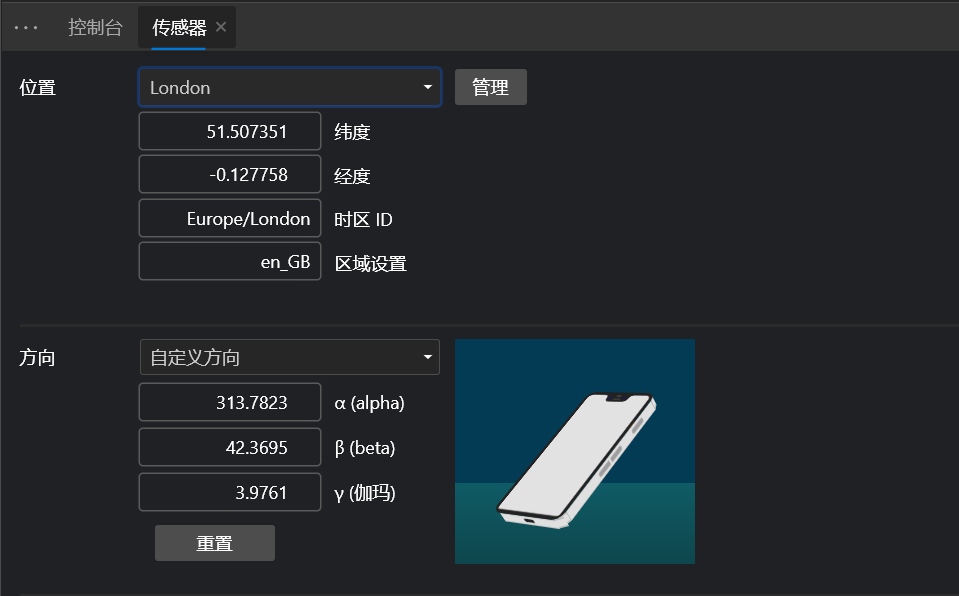 ··· 控制台 传感器 ×
位置 London 管理
51.507351 纬度
-0.127758 经度
Europe/London 时区 ID
en_GB 区域设置
方向 自定义方向
313.7823 α (alpha)
42.3695 β (beta)
3.9761 γ (伽玛)
重置